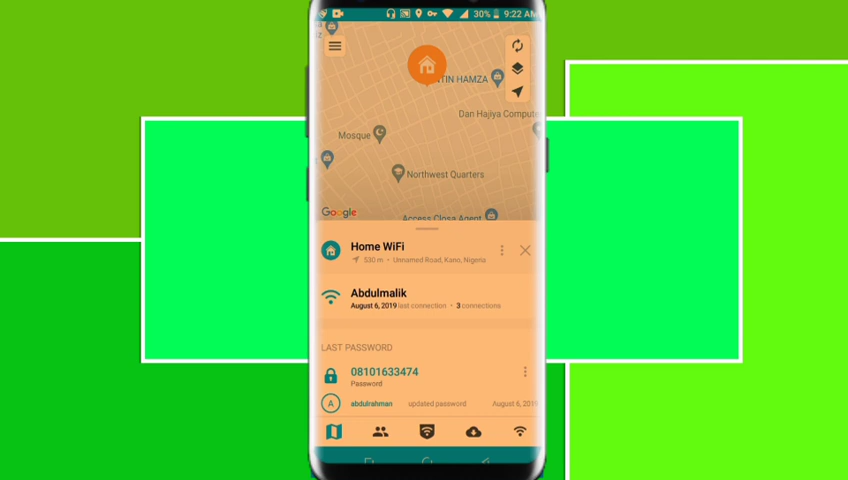 30% 9:22 AM
TIN HAMZA
Dan Hajiya Compute
Mosque
Northwest Quarters
Google
Access Closa Agent
Home WiFi
530 m • Unnamed Road, Kano, Nigeria
Abdulmalik
August 6, 2019 last connection • 3 connections
LAST PASSWORD
08101633474
Password
A abdulrahman updated password August 6, 2019